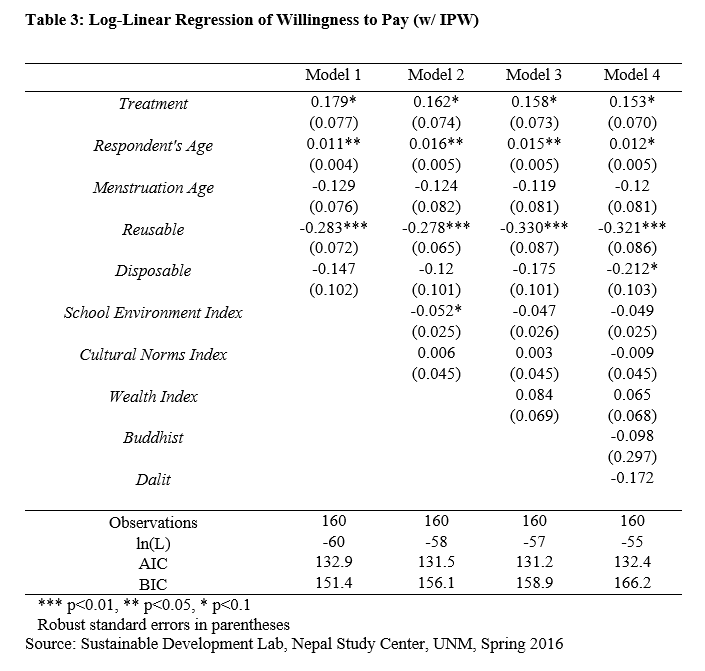 Table 3: Log-Linear Regression of Willingness to Pay (w/ IPW)
Model 1 Model 2 Model 3 Model 4
Treatment 0.179* 0.162* 0.158* 0.153*
(0.077) (0.074) (0.073) (0.070)
Respondent's Age 0.011** 0.016** 0.015** 0.012*
(0.004) (0.005) (0.005) (0.005)
Menstruation Age -0.129 -0.124 -0.119 -0.12
(0.076) (0.082) (0.081) (0.081)
Reusable -0.283*** -0.278*** -0.330*** -0.321***
(0.072) (0.065) (0.087) (0.086)
Disposable -0.147 -0.12 -0.175 -0.212*
(0.102) (0.101) (0.101) (0.103)
School Environment Index -0.052* -0.047 -0.049
(0.025) (0.026) (0.025)
Cultural Norms Index 0.006 0.003 -0.009
(0.045) (0.045) (0.045)
Wealth Index 0.084 0.065
(0.069) (0.068)
Buddhist -0.098
(0.297)
Dalit -0.172
Observations 160 160 160 160
ln(L) -60 -58 -57 -55
AIC 132.9 131.5 131.2 132.4
BIC 151.4 156.1 158.9 166.2
*** p<0.01, ** p<0.05, * p<0.1
Robust standard errors in parentheses
Source: Sustainable Development Lab, Nepal Study Center, UNM, Spring 2016